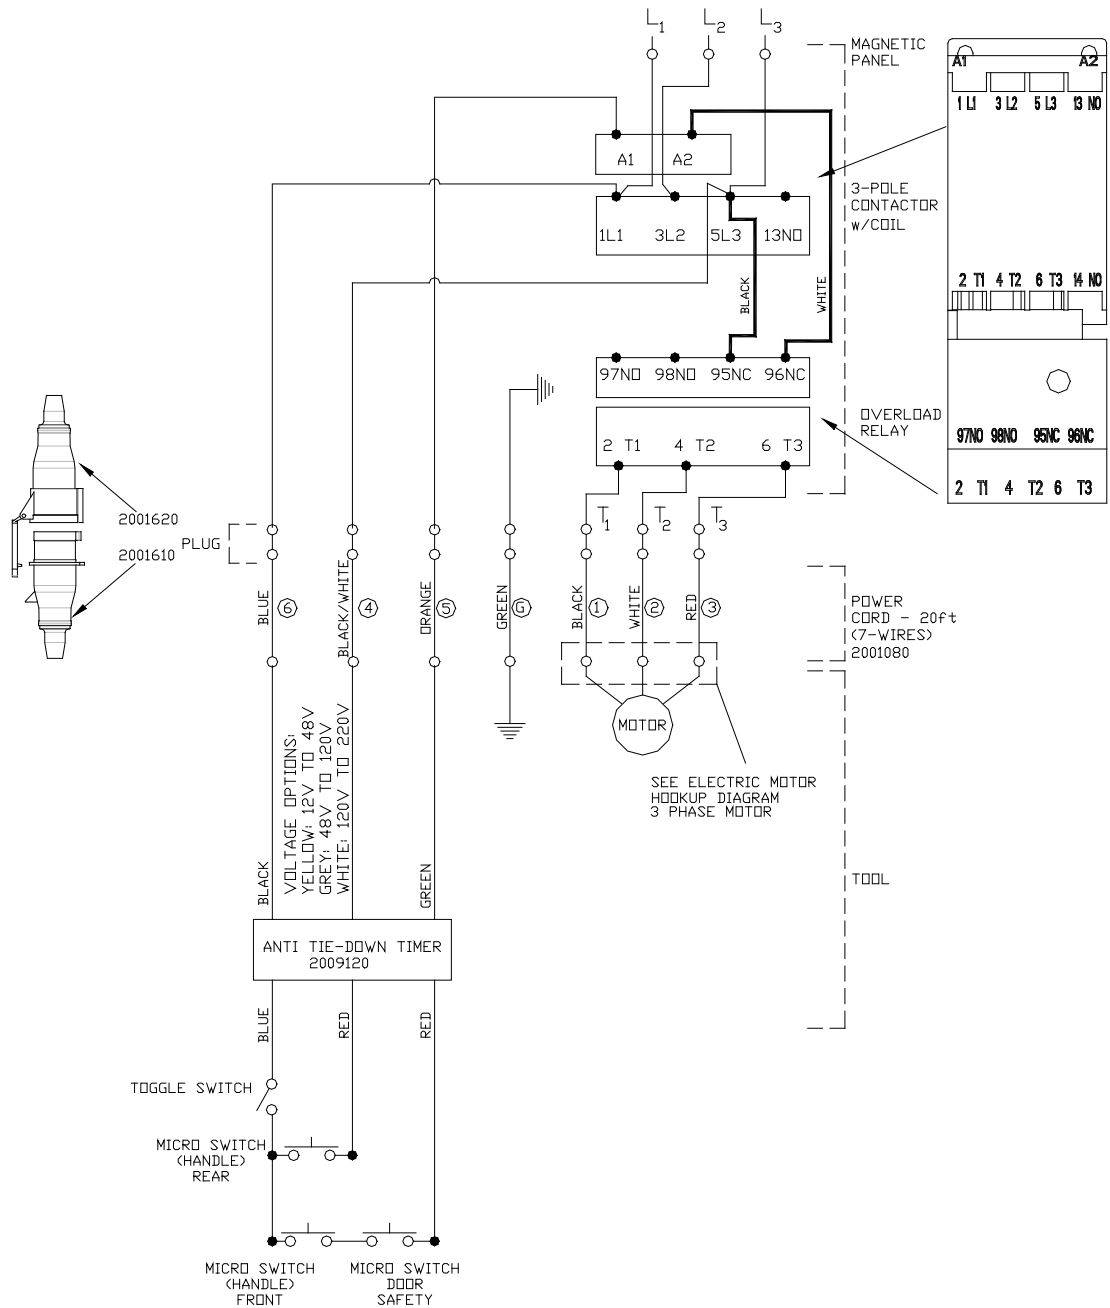 L1 L2 L3
MAGNETIC
PANEL
A1 A2
1 L1 3 L2 5 L3 13 NO
A1 A2
3-POLE
CONTACTOR
W/COIL
1L1 3L2 5L3 13NO
BLACK
WHITE
2 T1 4 T2 6 T3 14 NO
97NO 98NO 95NC 96NC
OVERLOAD
RELAY
97NO 98NO 95NC 96NC
2 T1 4 T2 6 T3
2 T1 4 T2 6 T3
2001620
2001610
PLUG
T1 T2 T3
BLUE 6
BLACK/WHITE 4
ORANGE 5
GREEN G
BLACK 1
WHITE 2
RED 3
POWER
CORD - 20ft
(7-WIRES)
2001080
MOTOR
SEE ELECTRIC MOTOR
HOOKUP DIAGRAM
3 PHASE MOTOR
VOLTAGE OPTIONS:
YELLOW: 12V TO 48V
GREY: 48V TO 120V
WHITE: 120V TO 220V
BLACK
GREEN
TOOL
ANTI TIE-DOWN TIMER
2009120
BLUE
RED
RED
TOGGLE SWITCH
MICRO SWITCH
(HANDLE)
REAR
MICRO SWITCH
(HANDLE)
FRONT
MICRO SWITCH
DOOR
SAFETY